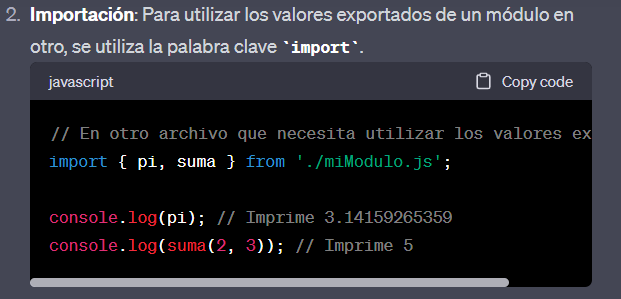 2. Importación: Para utilizar los valores exportados de un módulo en
otro, se utiliza la palabra clave `import`.
javascript Copy code
// En otro archivo que necesita utilizar los valores ex
import { pi, suma } from './miModulo.js';
console.log(pi); // Imprime 3.14159265359
console.log(suma(2, 3)); // Imprime 5